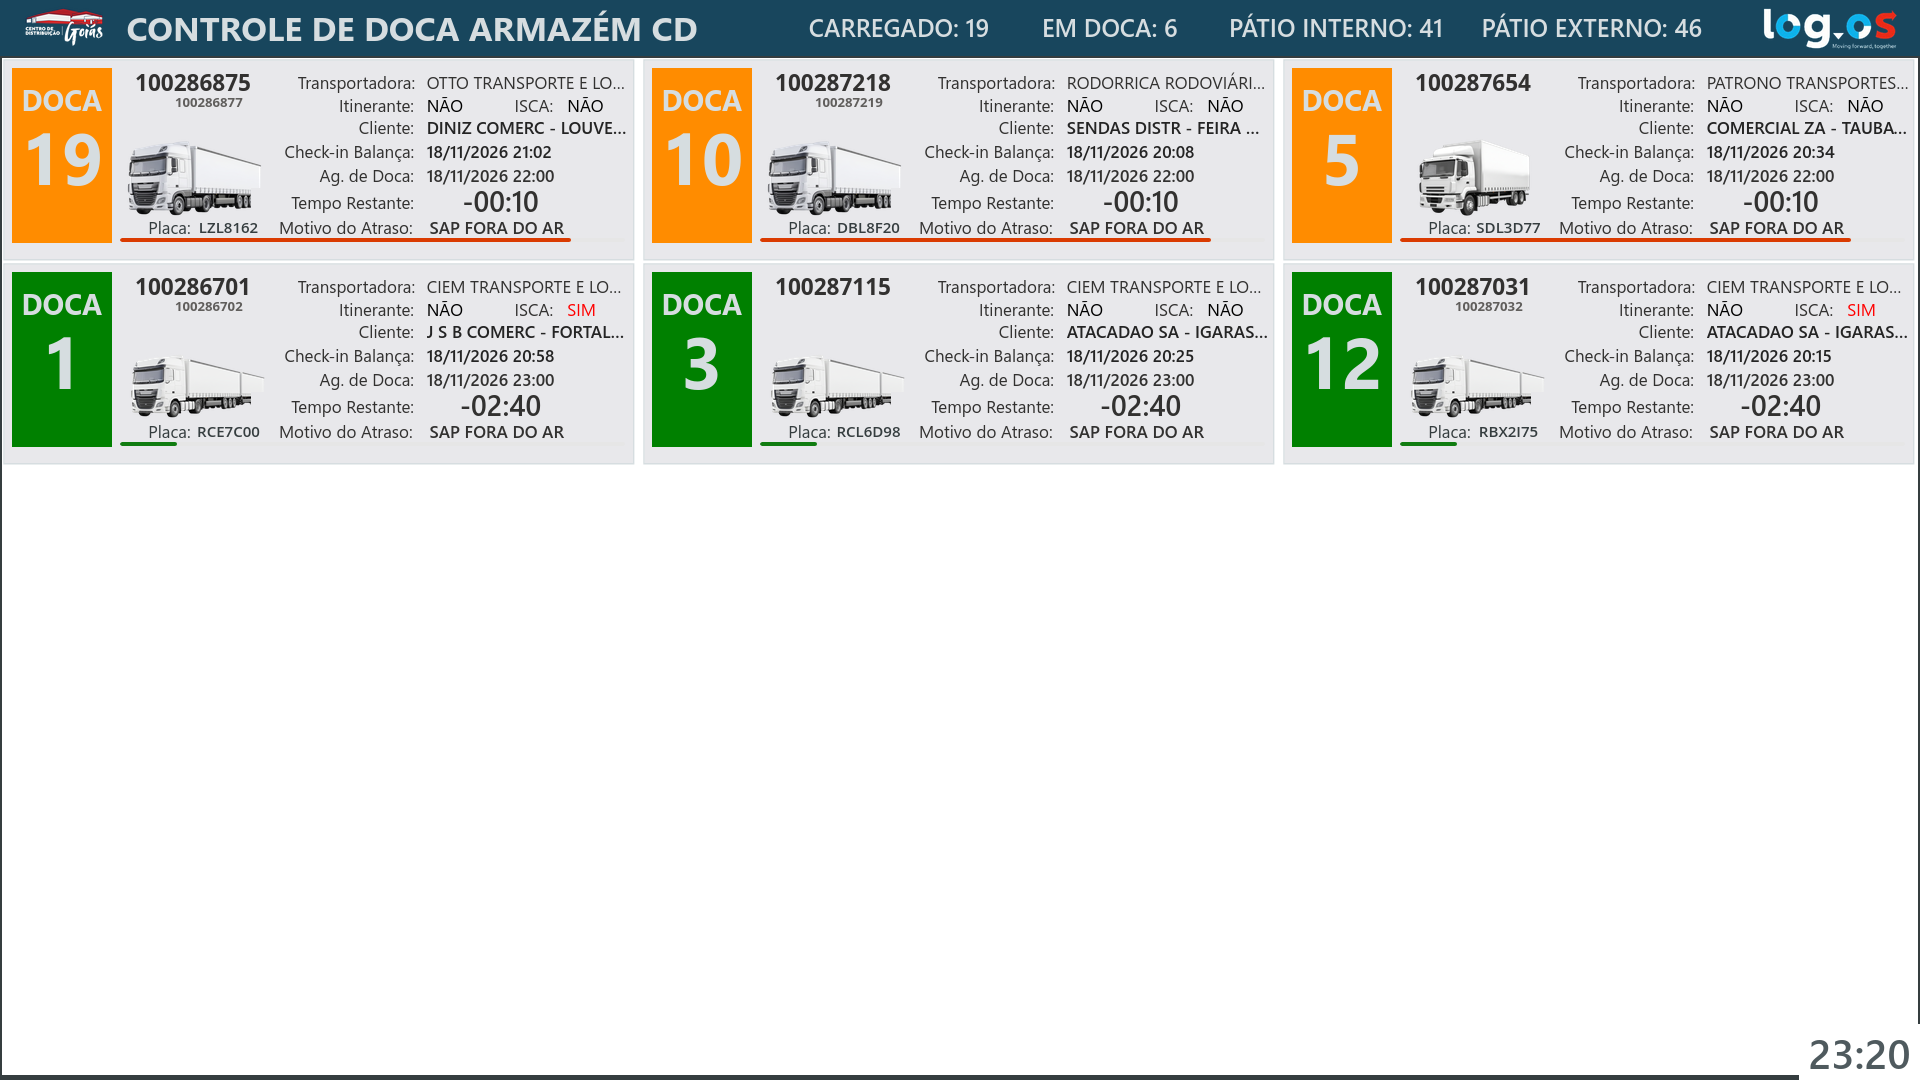 CENTRO DE DISTRIBUIÇÃO Goiás
CONTROLE DE DOCA ARMAZÉM CD
CARREGADO: 19
EM DOCA: 6
PÁTIO INTERNO: 41
PÁTIO EXTERNO: 46
log.os
Moving forward, together
DOCA
19
100286875
100286877
Transportadora: OTTO TRANSPORTE E LO...
Itinerante: NÃO ISCA: NÃO
Cliente: DINIZ COMERC - LOUVE...
Check-in Balança: 18/11/2026 21:02
Ag. de Doca: 18/11/2026 22:00
Tempo Restante: -00:10
Placa: LZL8162 Motivo do Atraso: SAP FORA DO AR
DOCA
10
100287218
100287219
Transportadora: RODORRICA RODOVIÁRI...
Itinerante: NÃO ISCA: NÃO
Cliente: SENDAS DISTR - FEIRA ...
Check-in Balança: 18/11/2026 20:08
Ag. de Doca: 18/11/2026 22:00
Tempo Restante: -00:10
Placa: DBL8F20 Motivo do Atraso: SAP FORA DO AR
DOCA
5
100287654
Transportadora: PATRONO TRANSPORTES...
Itinerante: NÃO ISCA: NÃO
Cliente: COMERCIAL ZA - TAUBA...
Check-in Balança: 18/11/2026 20:34
Ag. de Doca: 18/11/2026 22:00
Tempo Restante: -00:10
Placa: SDL3D77 Motivo do Atraso: SAP FORA DO AR
DOCA
1
100286701
100286702
Transportadora: CIEM TRANSPORTE E LO...
Itinerante: NÃO ISCA: SIM
Cliente: J S B COMERC - FORTAL...
Check-in Balança: 18/11/2026 20:58
Ag. de Doca: 18/11/2026 23:00
Tempo Restante: -02:40
Placa: RCE7C00 Motivo do Atraso: SAP FORA DO AR
DOCA
3
100287115
Transportadora: CIEM TRANSPORTE E LO...
Itinerante: NÃO ISCA: NÃO
Cliente: ATACADAO SA - IGARAS...
Check-in Balança: 18/11/2026 20:25
Ag. de Doca: 18/11/2026 23:00
Tempo Restante: -02:40
Placa: RCL6D98 Motivo do Atraso: SAP FORA DO AR
DOCA
12
100287031
100287032
Transportadora: CIEM TRANSPORTE E LO...
Itinerante: NÃO ISCA: SIM
Cliente: ATACADAO SA - IGARAS...
Check-in Balança: 18/11/2026 20:15
Ag. de Doca: 18/11/2026 23:00
Tempo Restante: -02:40
Placa: RBX2I75 Motivo do Atraso: SAP FORA DO AR
23:20